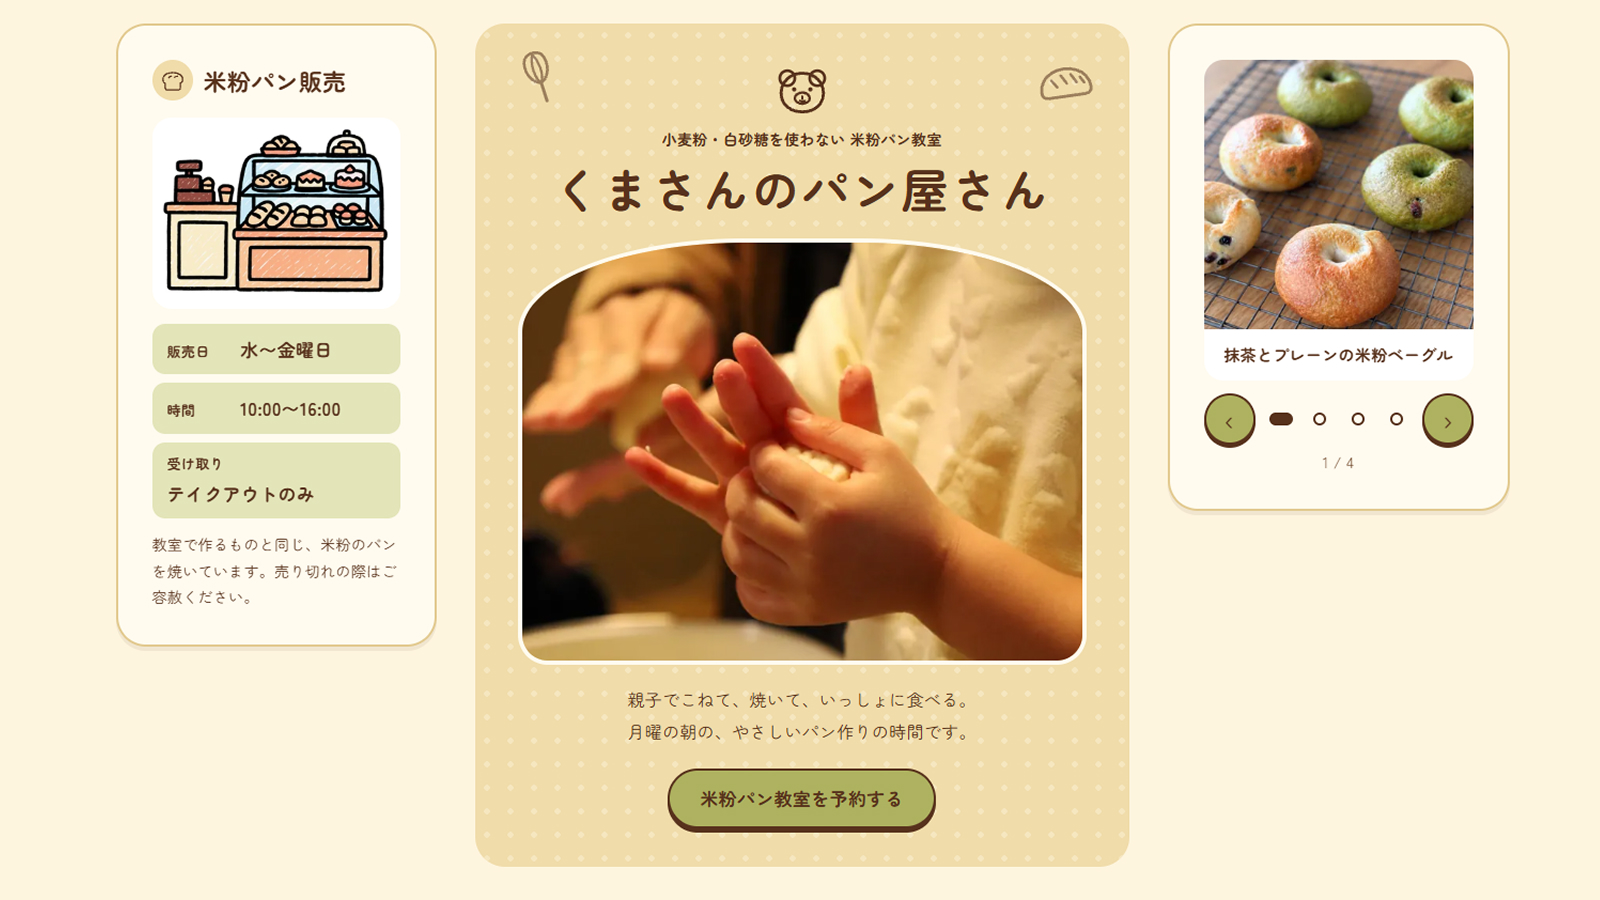 米粉パン販売
販売日 水〜金曜日
時間 10:00〜16:00
受け取り
テイクアウトのみ
教室で作るものと同じ、米粉のパン
を焼いています。売り切れの際はご
容赦ください。
小麦粉・白砂糖を使わない 米粉パン教室
くまさんのパン屋さん
親子でこねて、焼いて、いっしょに食べる。
月曜の朝の、やさしいパン作りの時間です。
米粉パン教室を予約する
抹茶とプレーンの米粉ベーグル
‹ ›
1 / 4